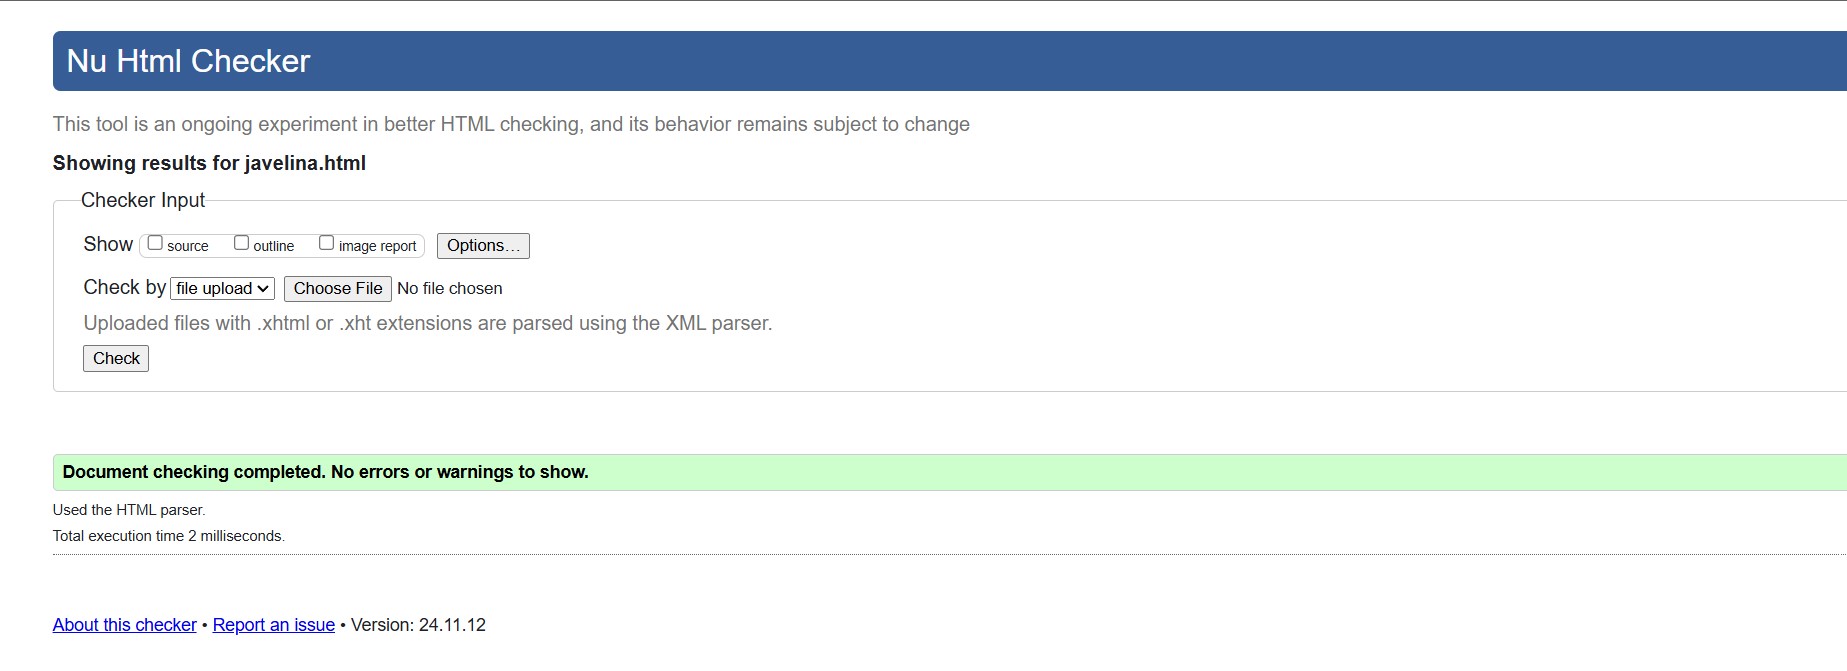 Nu Html Checker
This tool is an ongoing experiment in better HTML checking, and its behavior remains subject to change
Showing results for javelina.html
Checker Input
Show source outline image report Options…
Check by file upload Choose File No file chosen
Uploaded files with .xhtml or .xht extensions are parsed using the XML parser.
Check
Document checking completed. No errors or warnings to show.
Used the HTML parser.
Total execution time 2 milliseconds.
About this checker • Report an issue • Version: 24.11.12